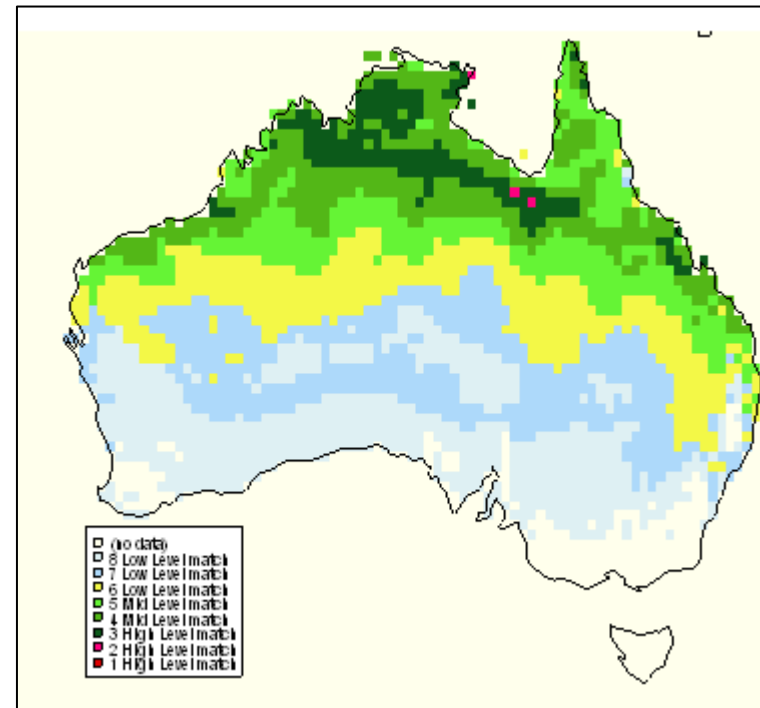 (no data)
8 Low Level match
7 Low Level match
6 Low Level match
5 Mid Level match
4 Mid Level match
3 High Level match
2 High Level match
1 High Level match